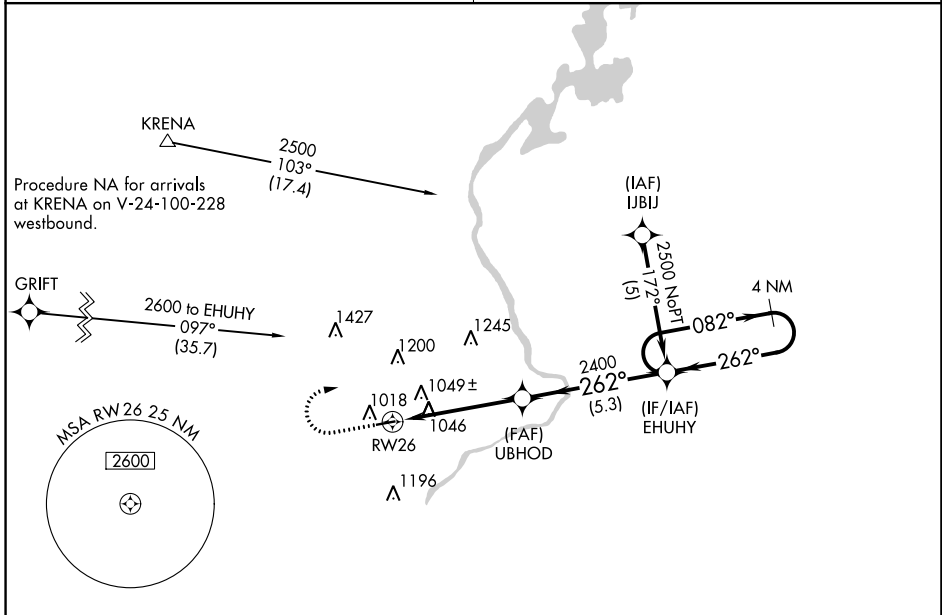 KRENA
2500
103°
(17.4)
Procedure NA for arrivals
at KRENA on V-24-100-228
westbound.
(IAF)
IJBIJ
2500 NoPT
172°
(5)
4 NM
GRIFT
2600 to EHUHY
097°
(35.7)
1427
1245
1200
082°
262°
2400
262°
(5.3)
1049±
1018
1046
RW26
(FAF)
UBHOD
(IF/IAF)
EHUHY
MSA RW26 25 NM
2600
1196